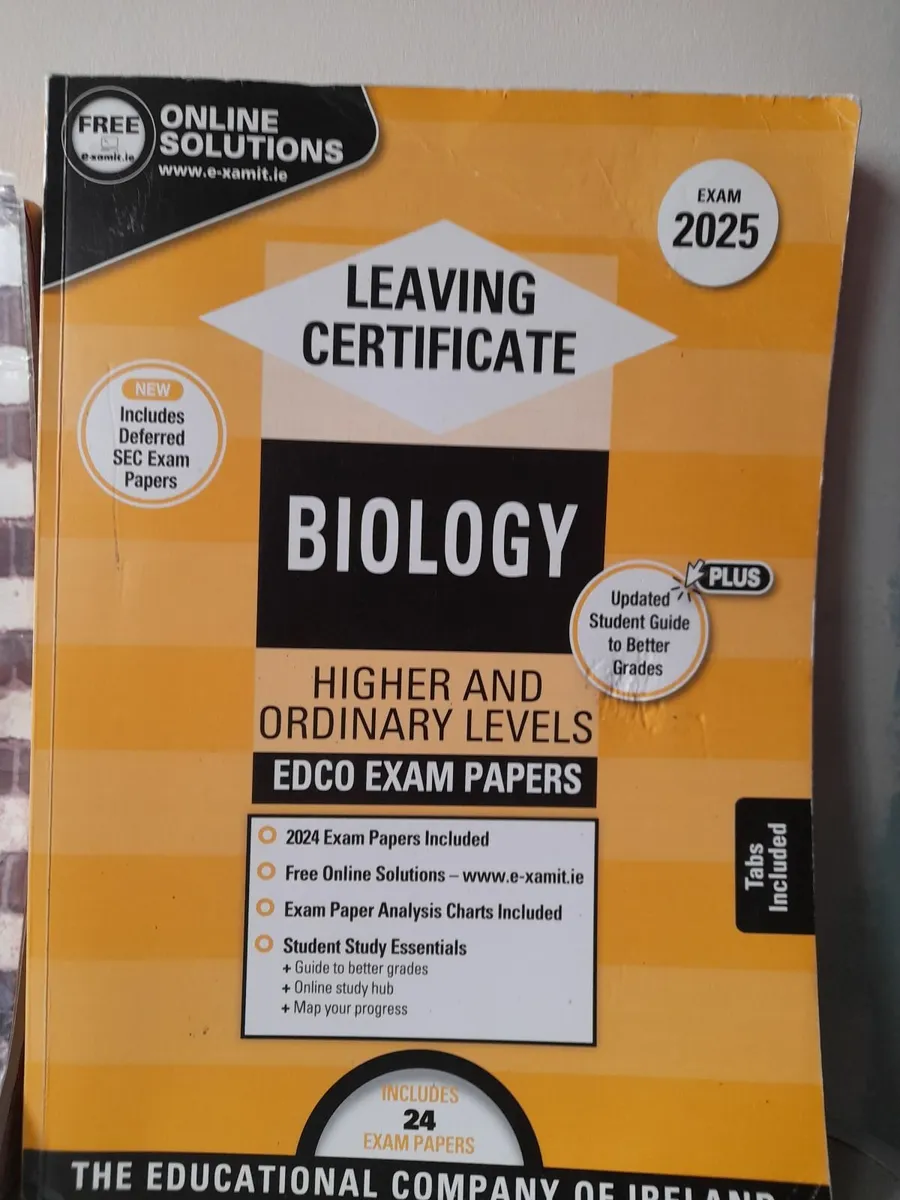 FREE
e-xamit.ie
ONLINE
SOLUTIONS
www.e-xamit.ie
EXAM
2025
LEAVING
CERTIFICATE
NEW
Includes
Deferred
SEC Exam
Papers
BIOLOGY
PLUS
Updated
Student Guide
to Better
Grades
HIGHER AND
ORDINARY LEVELS
EDCO EXAM PAPERS
2024 Exam Papers Included
Free Online Solutions – www.e-xamit.ie
Exam Paper Analysis Charts Included
Student Study Essentials
+ Guide to better grades
+ Online study hub
+ Map your progress
Tabs
Included
INCLUDES
24
EXAM PAPERS
THE EDUCATIONAL COMPANY OF IRELAND